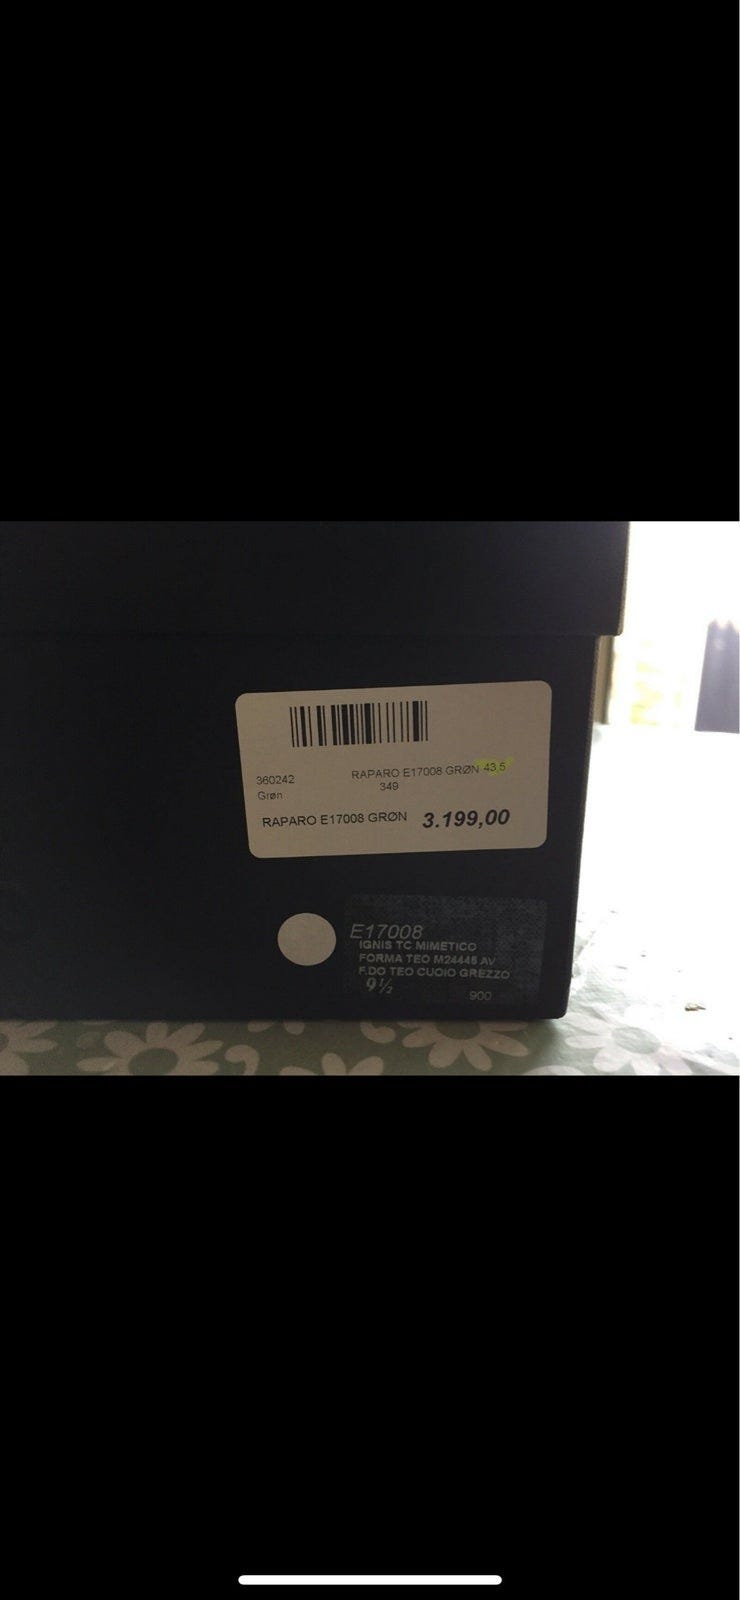 360242 RAPARO E17008 GRØN 43,5
Grøn 349
RAPARO E17008 GRØN 3.199,00
E17008
IGNIS TC MIMETICO
FORMA TEO M24445 AV
F.DO TEO CUOIO GREZZO
9½ 900